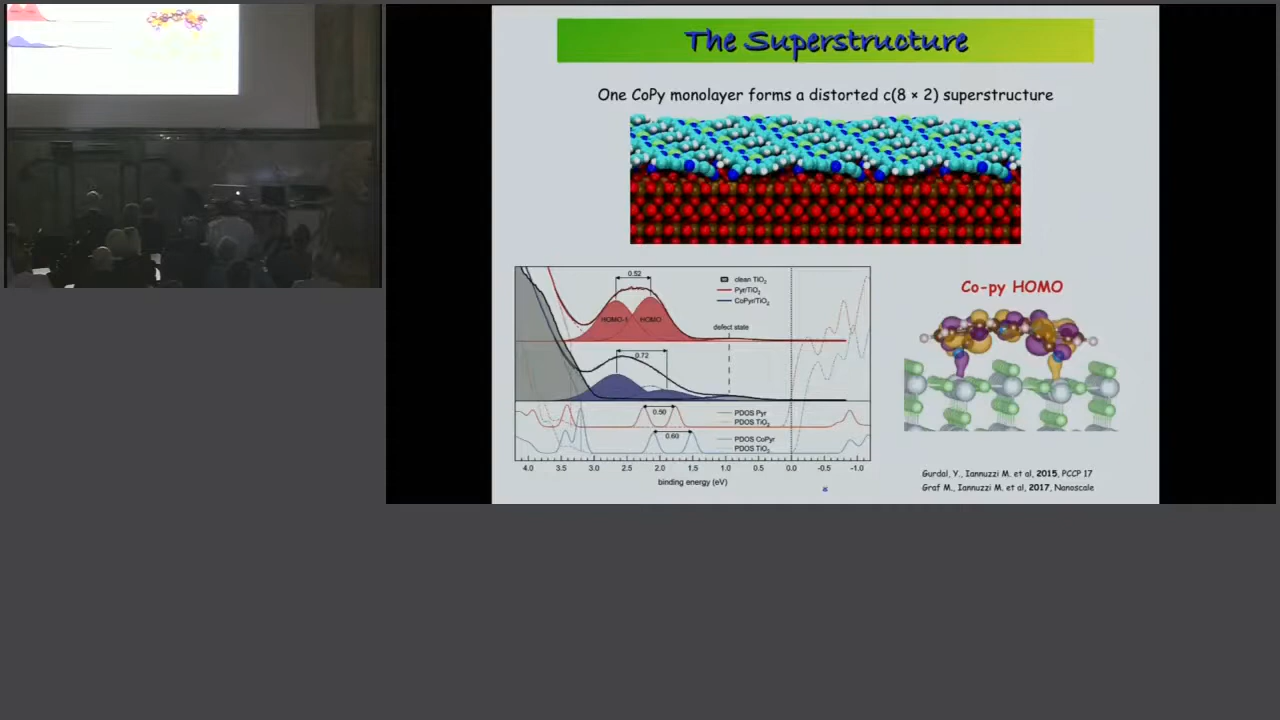 The Superstructure
One CoPy monolayer forms a distorted c(8 × 2) superstructure
0.52
clean TiO2
Pyr/TiO2
CoPyr/TiO2
HOMO-1 HOMO
defect state
0.72
0.50
PDOS Pyr
PDOS TiO2
0.60
PDOS CoPyr
PDOS TiO2
4.0 3.5 3.0 2.5 2.0 1.5 1.0 0.5 0.0 -0.5 -1.0
binding energy (eV)
Co-py HOMO
Gurdal, Y., Iannuzzi M. et al, 2015, PCCP 17
Graf M., Iannuzzi M. et al, 2017, Nanoscale